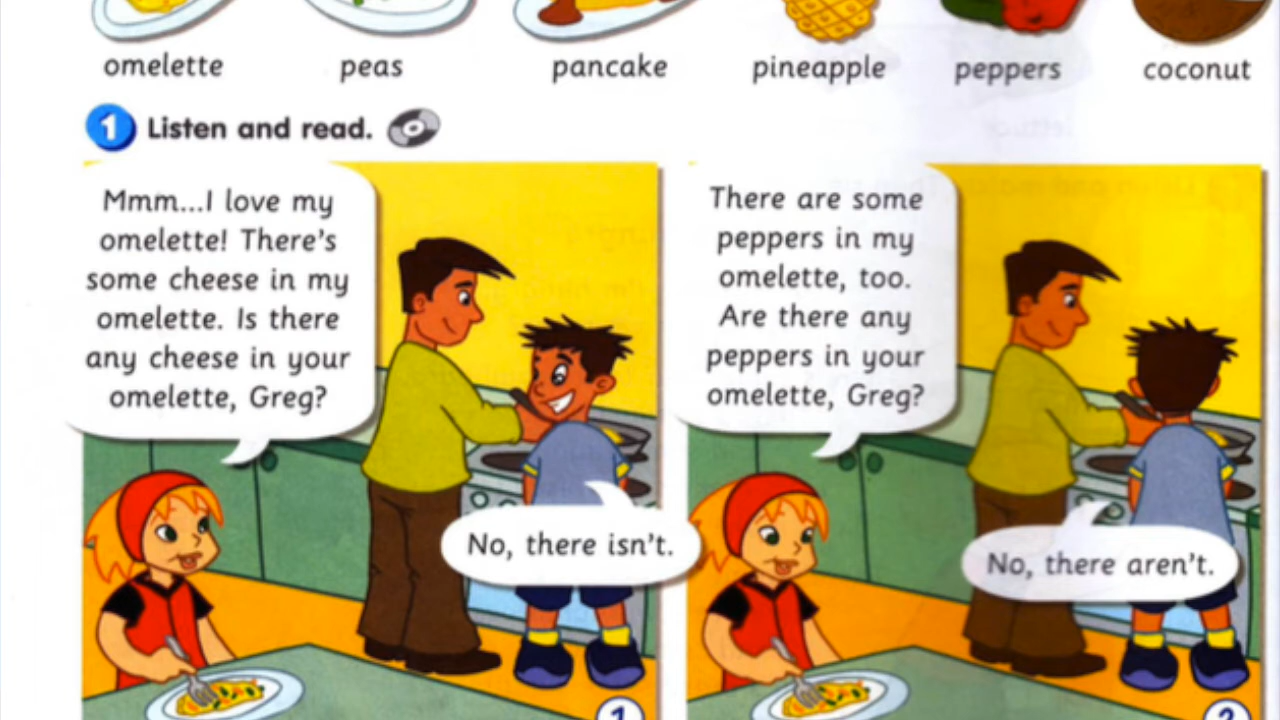 omelette peas pancake pineapple peppers coconut
1 Listen and read.
Mmm...I love my
omelette! There's
some cheese in my
omelette. Is there
any cheese in your
omelette, Greg?
No, there isn't.
1
There are some
peppers in my
omelette, too.
Are there any
peppers in your
omelette, Greg?
No, there aren't.
2